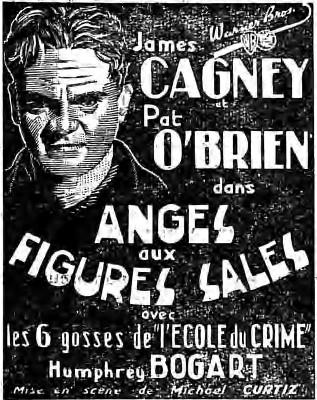 James
Warner Bros.
CAGNEY
et
Pat
O'BRIEN
dans
ANGES
aux
FIGURES SALES
avec
les 6 gosses de "l'ECOLE du CRIME"
Humphrey BOGART
Mise en scène de Michael CURTIZ